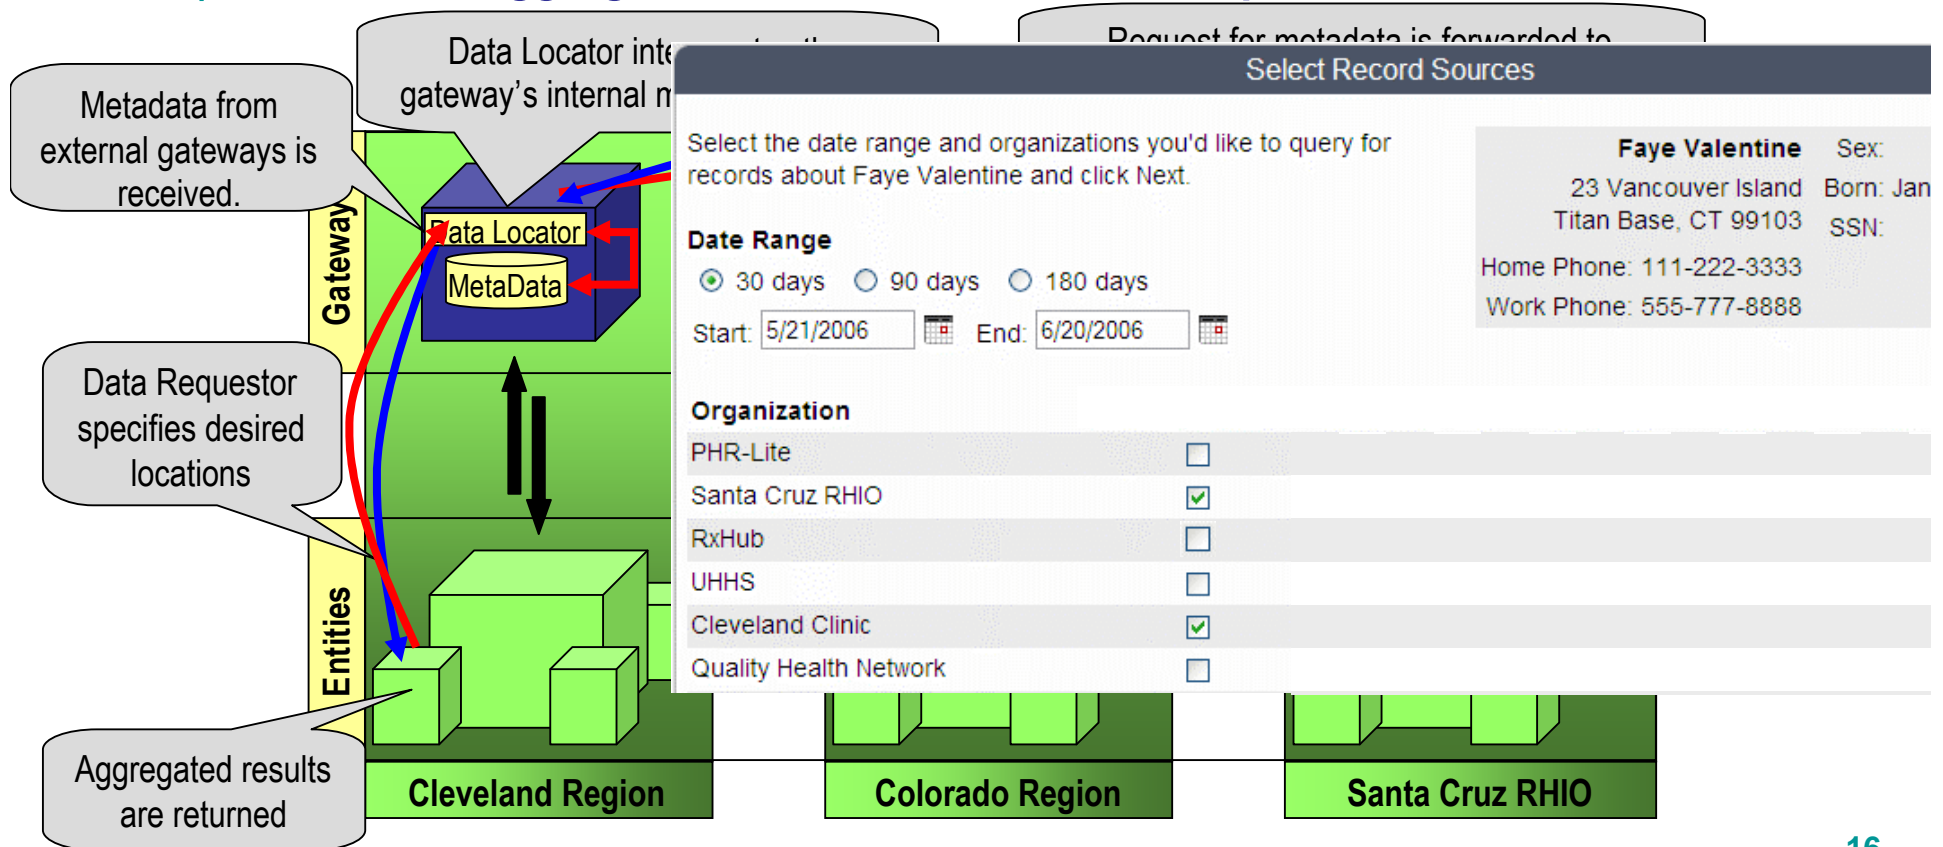 Data Locator
gateway's internal
Request for metadata is forwarded to
Metadata from
external gateways is
received.
Select Record Sources
Select the date range and organizations you'd like to query for
records about Faye Valentine and click Next.
Faye Valentine Sex:
23 Vancouver Island Born: Jan
Titan Base, CT 99103 SSN:
Home Phone: 111-222-3333
Work Phone: 555-777-8888
Date Range
30 days 90 days 180 days
Start: 5/21/2006 End: 6/20/2006
Gateway
Data Locator
MetaData
Data Requestor
specifies desired
locations
Organization
PHR-Lite
Santa Cruz RHIO
RxHub
UHHS
Cleveland Clinic
Quality Health Network
Entities
Aggregated results
are returned
Cleveland Region
Colorado Region
Santa Cruz RHIO
16